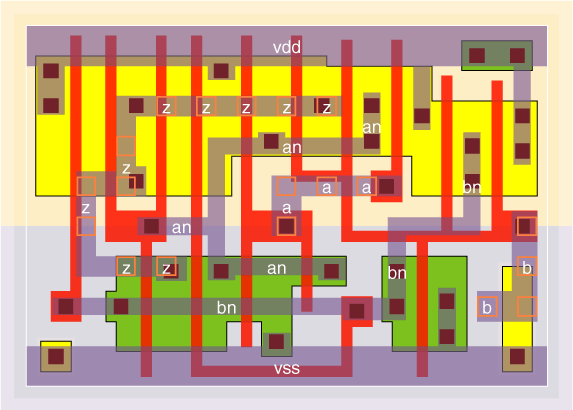 vdd
z z z z z
an
an
z
z a a bn
z a
an
z z an bn b
bn b
vss